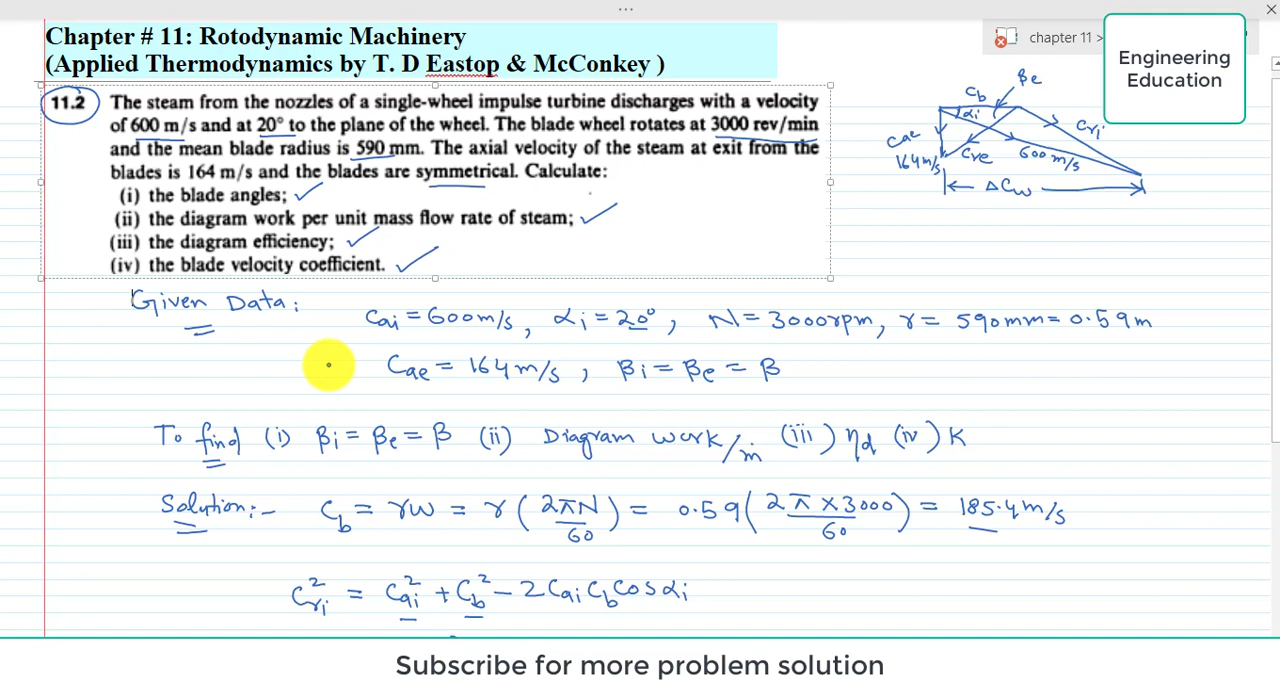 Chapter # 11: Rotodynamic Machinery
(Applied Thermodynamics by T. D Eastop & McConkey )
chapter 11 >
Engineering
Education
11.2 The steam from the nozzles of a single-wheel impulse turbine discharges with a velocity
of 600 m/s and at 20° to the plane of the wheel. The blade wheel rotates at 3000 rev/min
and the mean blade radius is 590 mm. The axial velocity of the steam at exit from the
blades is 164 m/s and the blades are symmetrical. Calculate:
(i) the blade angles;
(ii) the diagram work per unit mass flow rate of steam;
(iii) the diagram efficiency;
(iv) the blade velocity coefficient.
Cb
βe
αi
Cri
Cae
164 m/s
Cre
600 m/s
ΔCw
Given Data:
Cai = 600 m/s, αi = 20°, N = 3000 rpm, r = 590mm = 0.59 m
Cae = 164 m/s, βi = βe = β
To find (i) βi = βe = β (ii) Diagram work/ṁ (iii) ηd (iv) K
Solution:- Cb = rω = r (2πN/60) = 0.59 (2π×3000/60) = 185.4 m/s
Cri² = Cai² + Cb² - 2 Cai Cb Cos αi
Subscribe for more problem solution